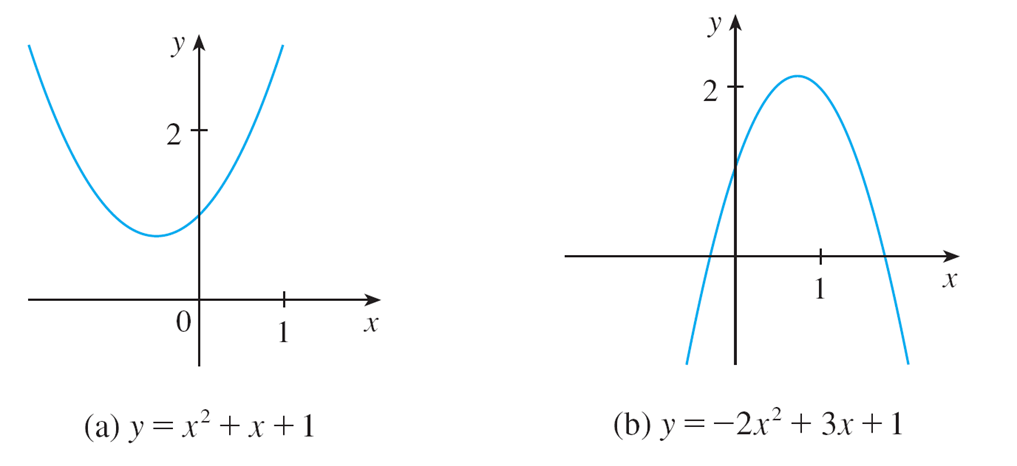 y
2
0
1
x
(a) y = x² + x + 1
y
2
1
x
(b) y = −2x² + 3x + 1